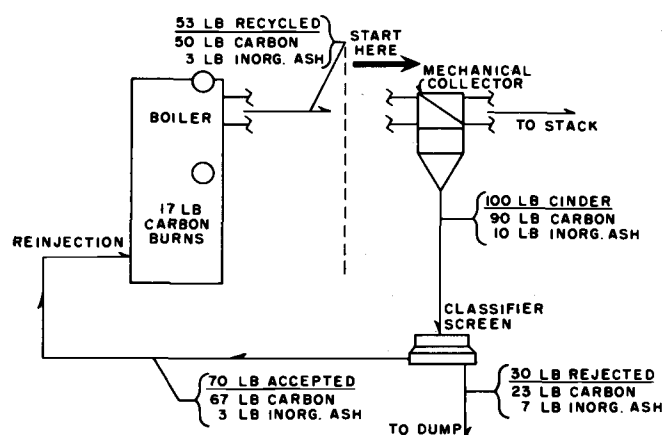 53 LB RECYCLED
50 LB CARBON
3 LB INORG. ASH
START
HERE
MECHANICAL
COLLECTOR
BOILER
TO STACK
17 LB
CARBON
BURNS
100 LB CINDER
90 LB CARBON
10 LB INORG. ASH
REINJECTION
CLASSIFIER
SCREEN
70 LB ACCEPTED
67 LB CARBON
3 LB INORG. ASH
30 LB REJECTED
23 LB CARBON
7 LB INORG. ASH
TO DUMP